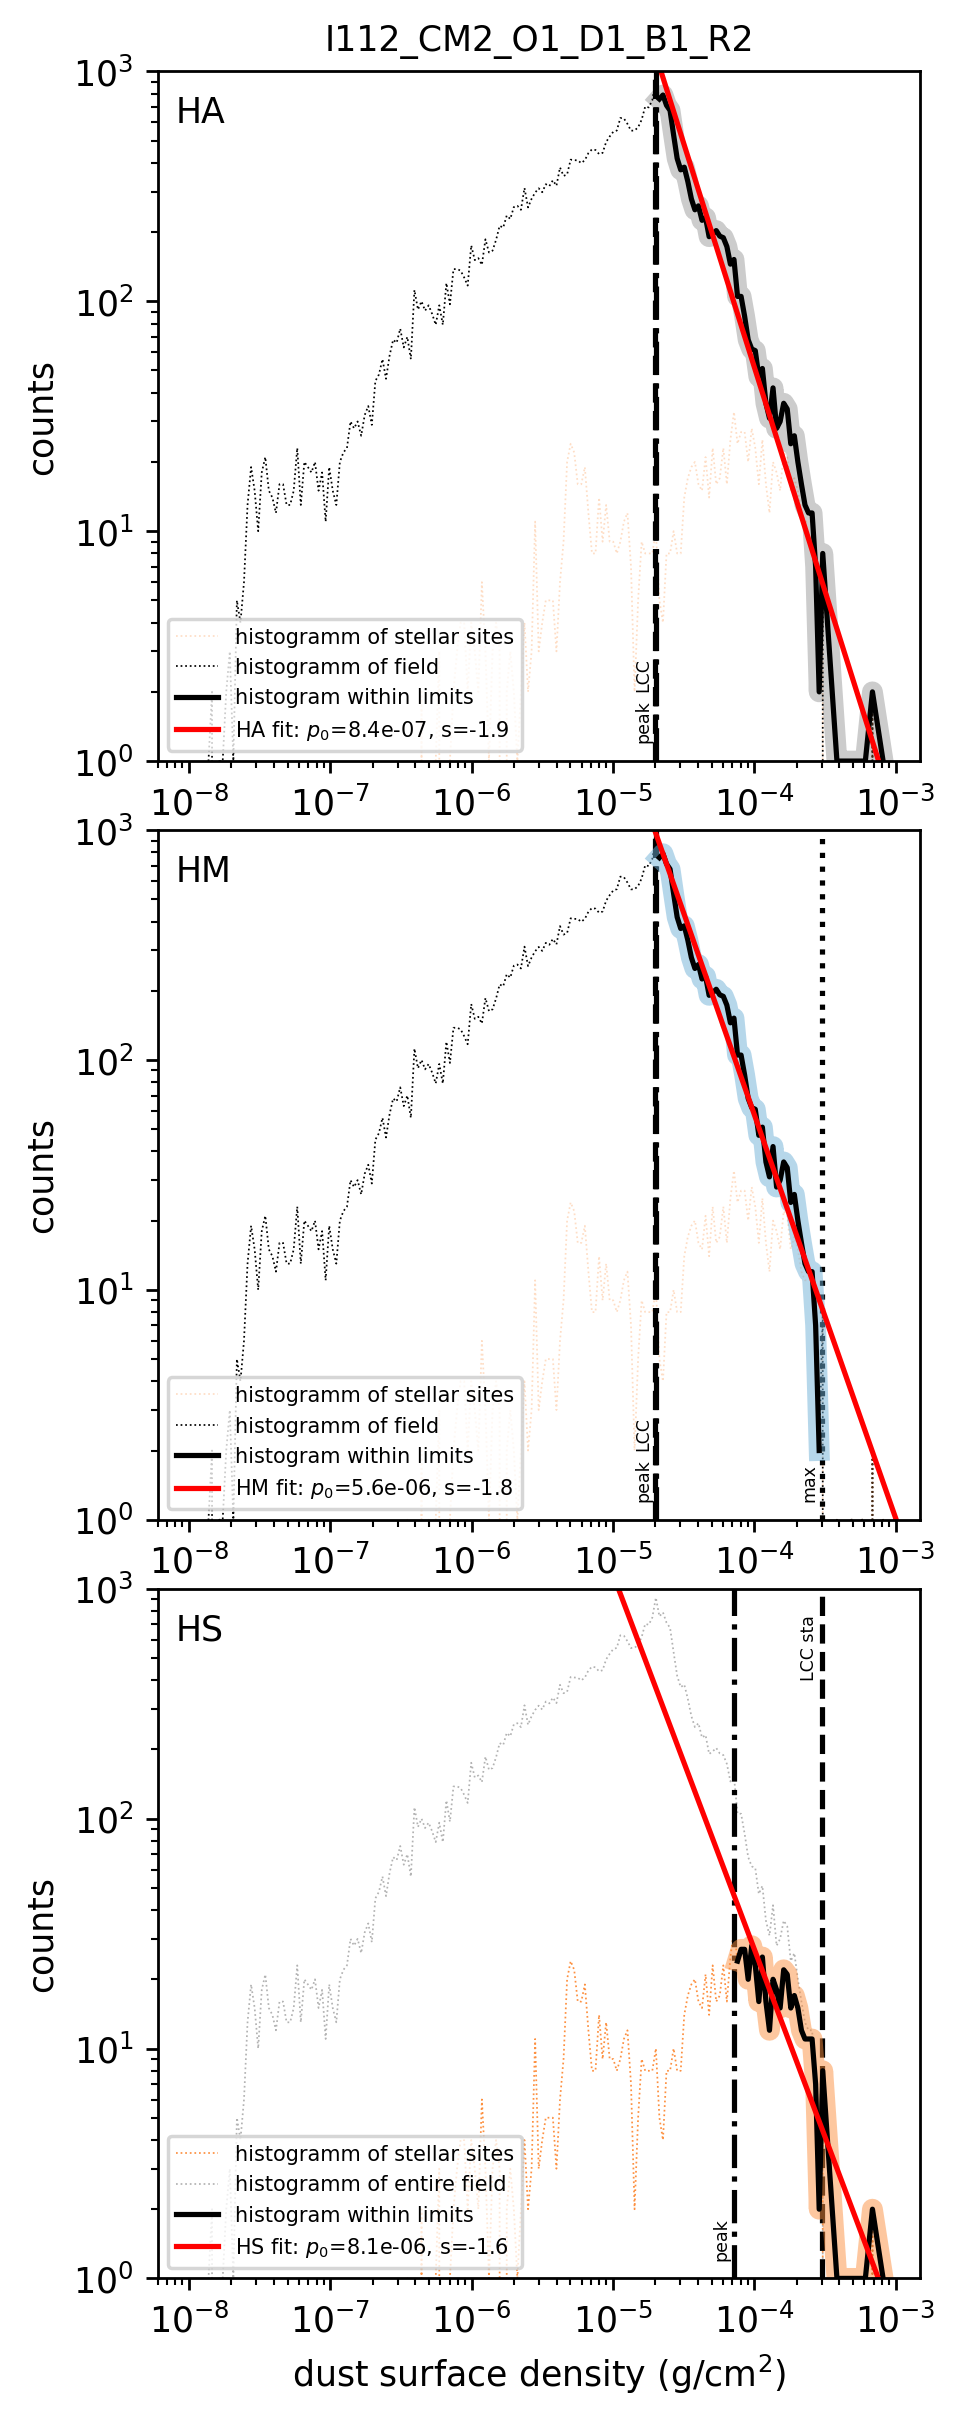 I112_CM2_O1_D1_B1_R2
HA
10³
10²
10¹
10⁰
counts
peak LCC
histogramm of stellar sites
histogramm of field
histogram within limits
HA fit: p₀=8.4e-07, s=-1.9
10⁻⁸ 10⁻⁷ 10⁻⁶ 10⁻⁵ 10⁻⁴ 10⁻³
HM
10³
10²
10¹
10⁰
counts
peak LCC
max
histogramm of stellar sites
histogramm of field
histogram within limits
HM fit: p₀=5.6e-06, s=-1.8
10⁻⁸ 10⁻⁷ 10⁻⁶ 10⁻⁵ 10⁻⁴ 10⁻³
HS
10³
10²
10¹
10⁰
counts
LCC sta
peak
histogramm of stellar sites
histogramm of entire field
histogram within limits
HS fit: p₀=8.1e-06, s=-1.6
10⁻⁸ 10⁻⁷ 10⁻⁶ 10⁻⁵ 10⁻⁴ 10⁻³
dust surface density (g/cm²)